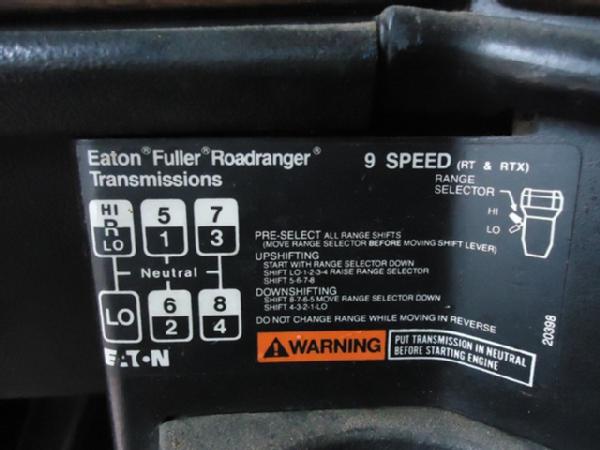 Eaton® Fuller® Roadranger® 9 SPEED (RT & RTX)
Transmissions
RANGE
SELECTOR
HI
LO
HI 5 7
R
LO 1 3
Neutral
LO 6 8
2 4
EATON
PRE-SELECT ALL RANGE SHIFTS
(MOVE RANGE SELECTOR BEFORE MOVING SHIFT LEVER)
UPSHIFTING
START WITH RANGE SELECTOR DOWN
SHIFT LO-1-2-3-4 RAISE RANGE SELECTOR
SHIFT 5-6-7-8
DOWNSHIFTING
SHIFT 8-7-6-5 MOVE RANGE SELECTOR DOWN
SHIFT 4-3-2-1-LO
DO NOT CHANGE RANGE WHILE MOVING IN REVERSE
WARNING
PUT TRANSMISSION IN NEUTRAL
BEFORE STARTING ENGINE
20398